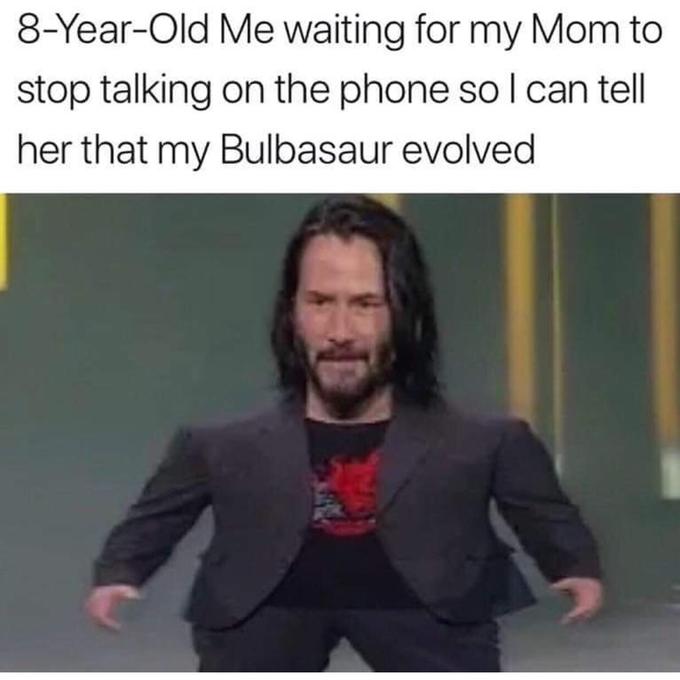 8-Year-Old Me waiting for my Mom to
stop talking on the phone so I can tell
her that my Bulbasaur evolved